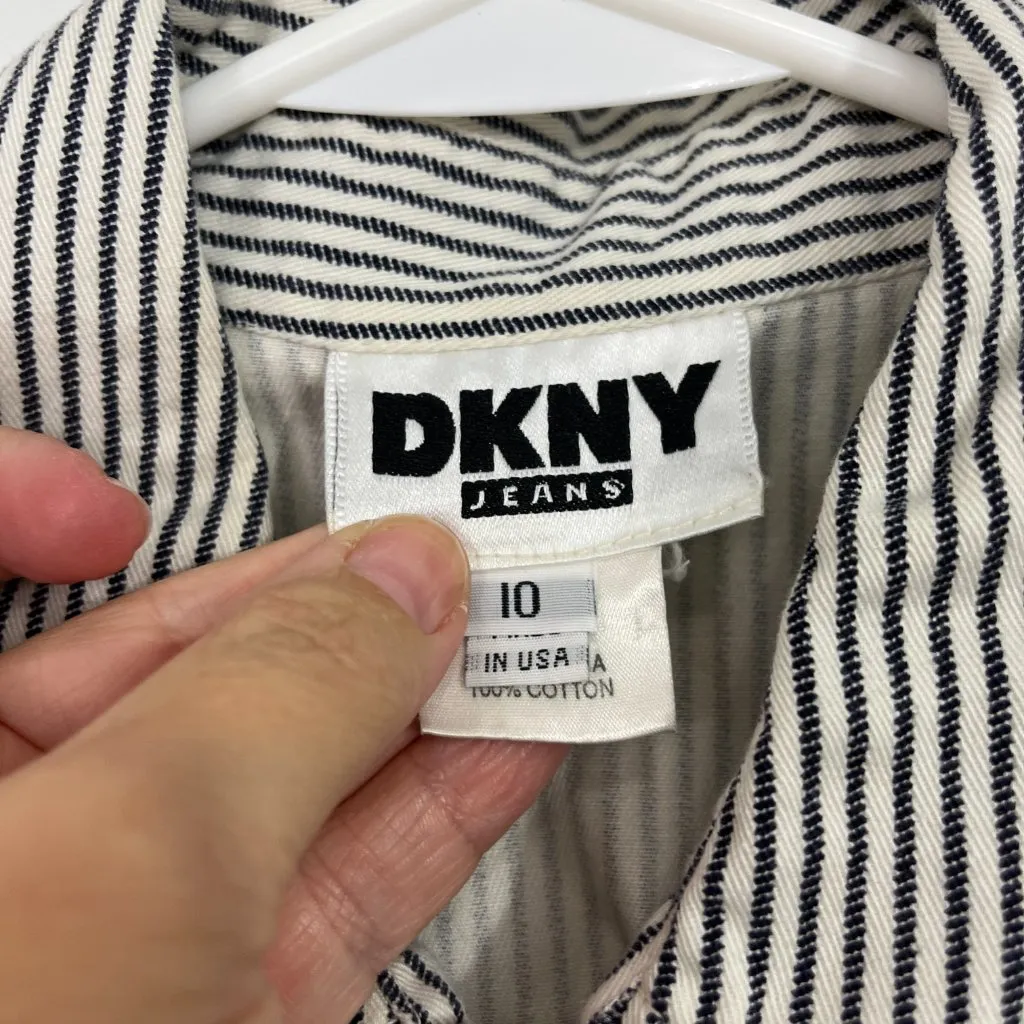 DKNY
JEANS
10
IN USA
A
100% COTTON